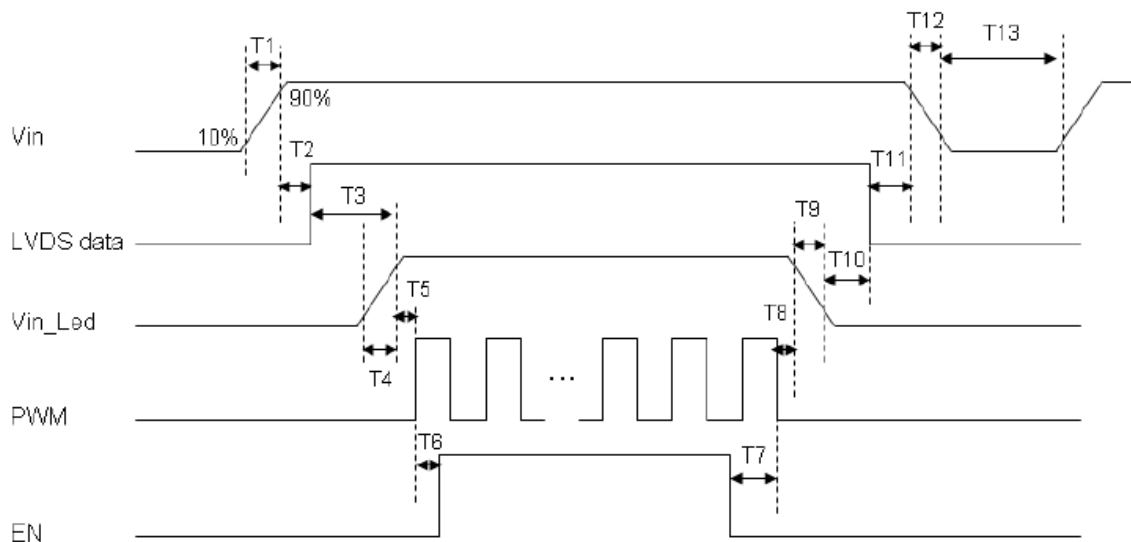 T12
T1
T13
90%
Vin
10%
T2
T11
T3
T9
LVDS data
T10
T5
Vin_Led
T8
T4
...
PWM
T6
T7
EN